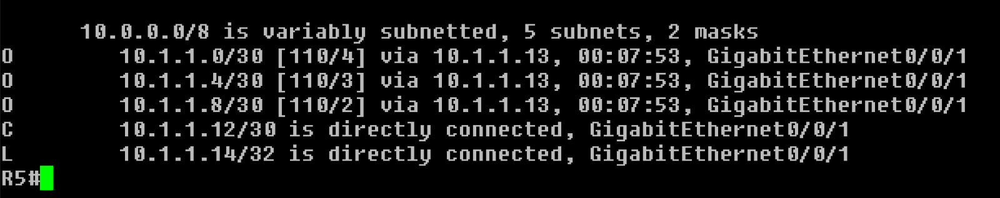 10.0.0.0/8 is variably subnetted, 5 subnets, 2 masks
O 10.1.1.0/30 [110/4] via 10.1.1.13, 00:07:53, GigabitEthernet0/0/1
O 10.1.1.4/30 [110/3] via 10.1.1.13, 00:07:53, GigabitEthernet0/0/1
O 10.1.1.8/30 [110/2] via 10.1.1.13, 00:07:53, GigabitEthernet0/0/1
C 10.1.1.12/30 is directly connected, GigabitEthernet0/0/1
L 10.1.1.14/32 is directly connected, GigabitEthernet0/0/1
R5#